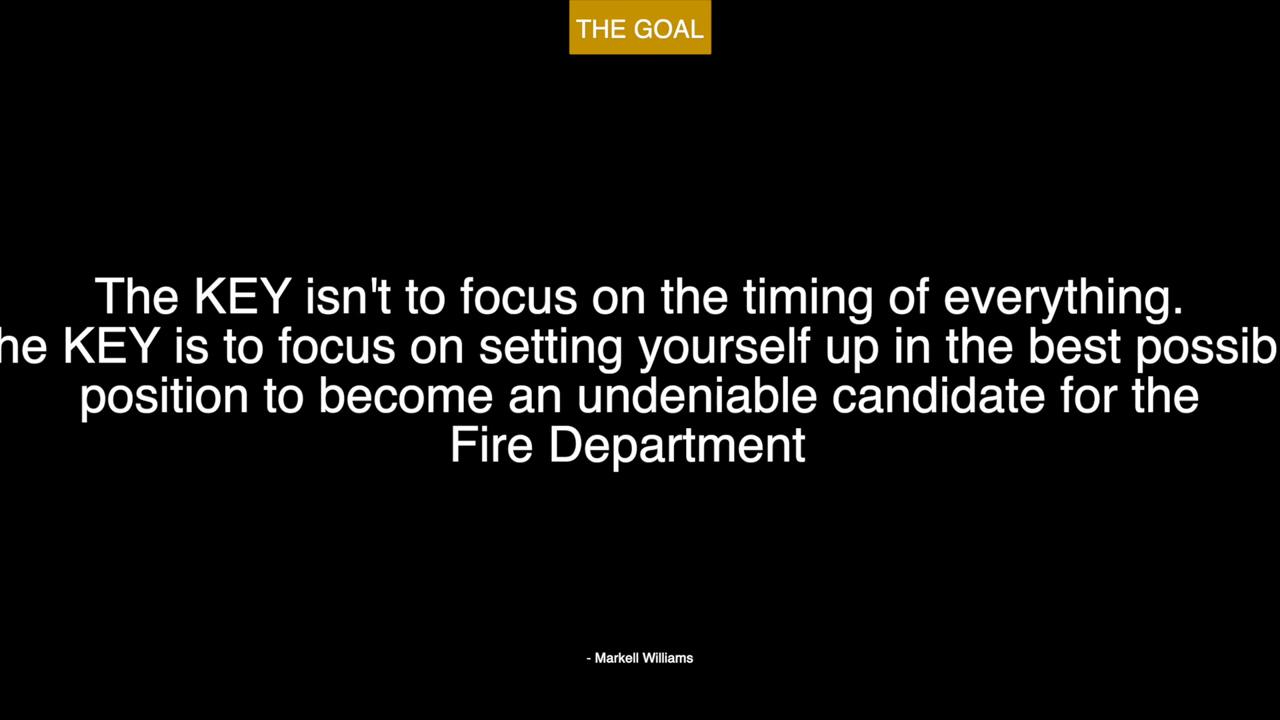 THE GOAL
The KEY isn't to focus on the timing of everything.
he KEY is to focus on setting yourself up in the best possib
position to become an undeniable candidate for the
Fire Department
- Markell Williams